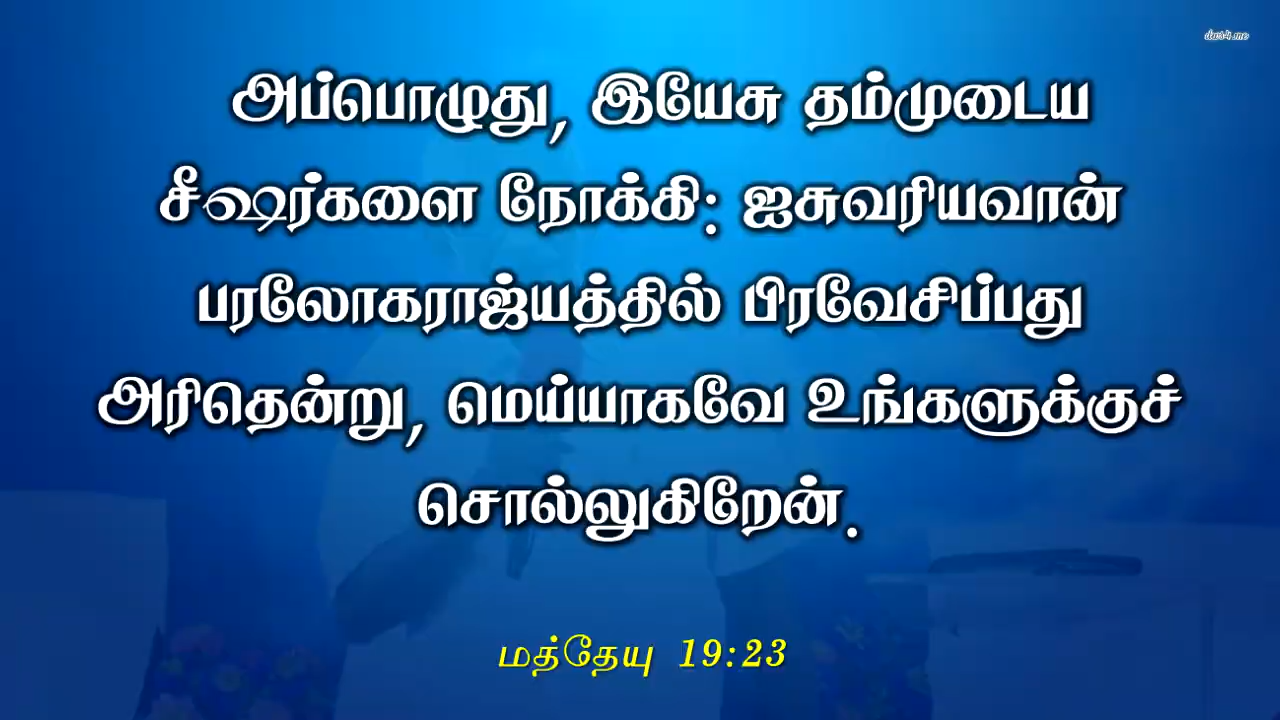 அப்பொழுது, இயேசு தம்முடைய
சீஷர்களை நோக்கி: ஐசுவரியவான்
பரலோகராஜ்யத்தில் பிரவேசிப்பது
அரிதென்று, மெய்யாகவே உங்களுக்குச்
சொல்லுகிறேன்.
மத்தேயு 19:23